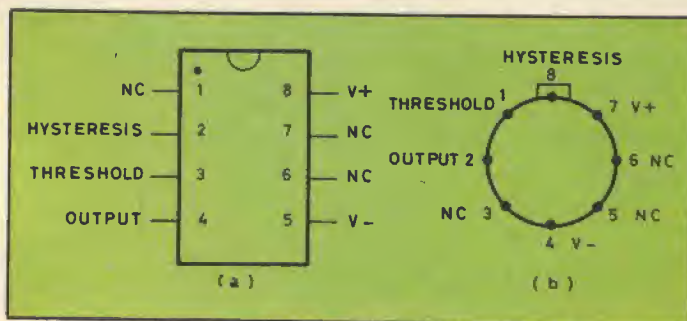 NC 1 8 V+
HYSTERESIS 2 7 NC
THRESHOLD 3 6 NC
OUTPUT 4 5 V-
(a)
HYSTERESIS
8
THRESHOLD 1 7 V+
OUTPUT 2 6 NC
NC 3 5 NC
4 V-
(b)